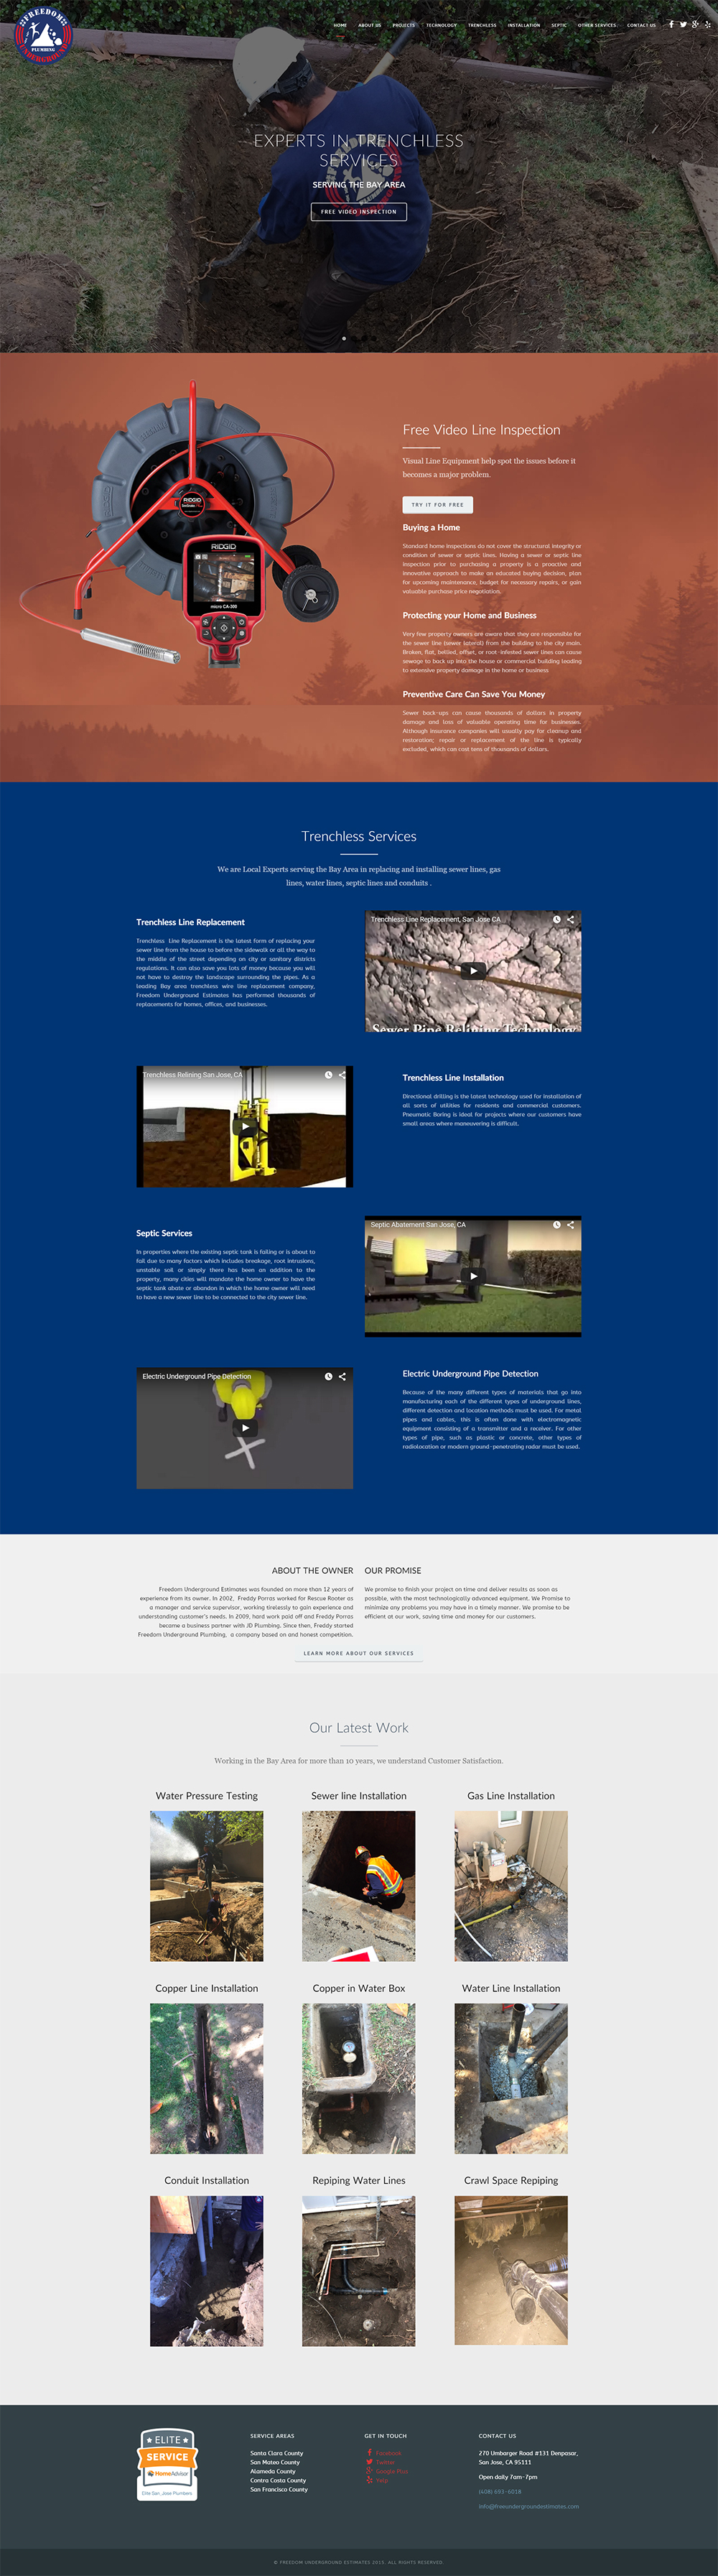 FREEDOM
PLUMBING
UNDERGROUND
HOME ABOUT US PROJECTS TECHNOLOGY TRENCHLESS INSTALLATION SEPTIC OTHER SERVICES CONTACT US
EXPERTS IN TRENCHLESS
SERVICES
SERVING THE BAY AREA
FREE VIDEO INSPECTION
Free Video Line Inspection
Visual Line Equipment help spot the issues before it
becomes a major problem.
TRY IT FOR FREE
Buying a Home
Standard home inspections do not cover the structural integrity or
condition of sewer or septic lines. Having a sewer or septic line
inspection prior to purchasing a property is a proactive and
innovative approach to make an educated buying decision, plan
for upcoming maintenance, budget for necessary repairs, or gain
valuable purchase price negotiation.
Protecting your Home and Business
Very few property owners are aware that they are responsible for
the sewer line (sewer lateral) from the building to the city main.
Broken, flat, bellied, offset, or root-infested sewer lines can cause
sewage to back up into the house or commercial building leading
to extensive property damage in the home or business
Preventive Care Can Save You Money
Sewer back-ups can cause thousands of dollars in property
damage and loss of valuable operating time for businesses.
Although insurance companies will usually pay for cleanup and
restoration; repair or replacement of the line is typically
excluded, which can cost tens of thousands of dollars.
RIDGID
RIDGID
micro CA-300
Trenchless Services
We are Local Experts serving the Bay Area in replacing and installing sewer lines, gas
lines, water lines, septic lines and conduits .
Trenchless Line Replacement
Trenchless Line Replacement is the latest form of replacing your
sewer line from the house to before the sidewalk or all the way to
the middle of the street depending on city or sanitary districts
regulations. It can also save you lots of money because you will
not have to destroy the landscape surrounding the pipes. As a
leading Bay area trenchless wire line replacement company,
Freedom Underground Estimates has performed thousands of
replacements for homes, offices, and businesses.
Trenchless Line Replacement, San Jose CA
Sewer Pipe Relining Technology
Trenchless Relining San Jose, CA
Trenchless Line Installation
Directional drilling is the latest technology used for installation of
all sorts of utilities for residents and commercial customers.
Pneumatic Boring is ideal for projects where our customers have
small areas where maneuvering is difficult.
Septic Services
In properties where the existing septic tank is failing or is about to
fail due to many factors which includes breakage, root intrusions,
unstable soil or simply there has been an addition to the
property, many cities will mandate the home owner to have the
septic tank abate or abandon in which the home owner will need
to have a new sewer line to be connected to the city sewer line.
Septic Abatement San Jose, CA
Electric Underground Pipe Detection
Electric Underground Pipe Detection
Because of the many different types of materials that go into
manufacturing each of the different types of underground lines,
different detection and location methods must be used. For metal
pipes and cables, this is often done with electromagnetic
equipment consisting of a transmitter and a receiver. For other
types of pipe, such as plastic or concrete, other types of
radiolocation or modern ground-penetrating radar must be used.
ABOUT THE OWNER
Freedom Underground Estimates was founded on more than 12 years of
experience from its owner. In 2002, Freddy Porras worked for Rescue Rooter as
a manager and service supervisor, working tirelessly to gain experience and
understanding customer's needs. In 2009, hard work paid off and Freddy Porras
became a business partner with JD Plumbing. Since then, Freddy started
Freedom Underground Plumbing, a company based on and honest competition.
OUR PROMISE
We promise to finish your project on time and deliver results as soon as
possible, with the most technologically advanced equipment. We Promise to
minimize any problems you may have in a timely manner. We promise to be
efficient at our work, saving time and money for our customers.
LEARN MORE ABOUT OUR SERVICES
Our Latest Work
Working in the Bay Area for more than 10 years, we understand Customer Satisfaction.
Water Pressure Testing
Sewer line Installation
Gas Line Installation
Copper Line Installation
Copper in Water Box
Water Line Installation
Conduit Installation
Repiping Water Lines
Crawl Space Repiping
ELITE
SERVICE
HomeAdvisor
Elite San Jose Plumbers
SERVICE AREAS
Santa Clara County
San Mateo County
Alameda County
Contra Costa County
San Francisco County
GET IN TOUCH
Facebook
Twitter
Google Plus
Yelp
CONTACT US
270 Umbarger Road #131 Denpasar,
San Jose, CA 95111
Open daily 7am-7pm
(408) 693-6018
info@freeundergroundestimates.com
© FREEDOM UNDERGROUND ESTIMATES 2015. ALL RIGHTS RESERVED.